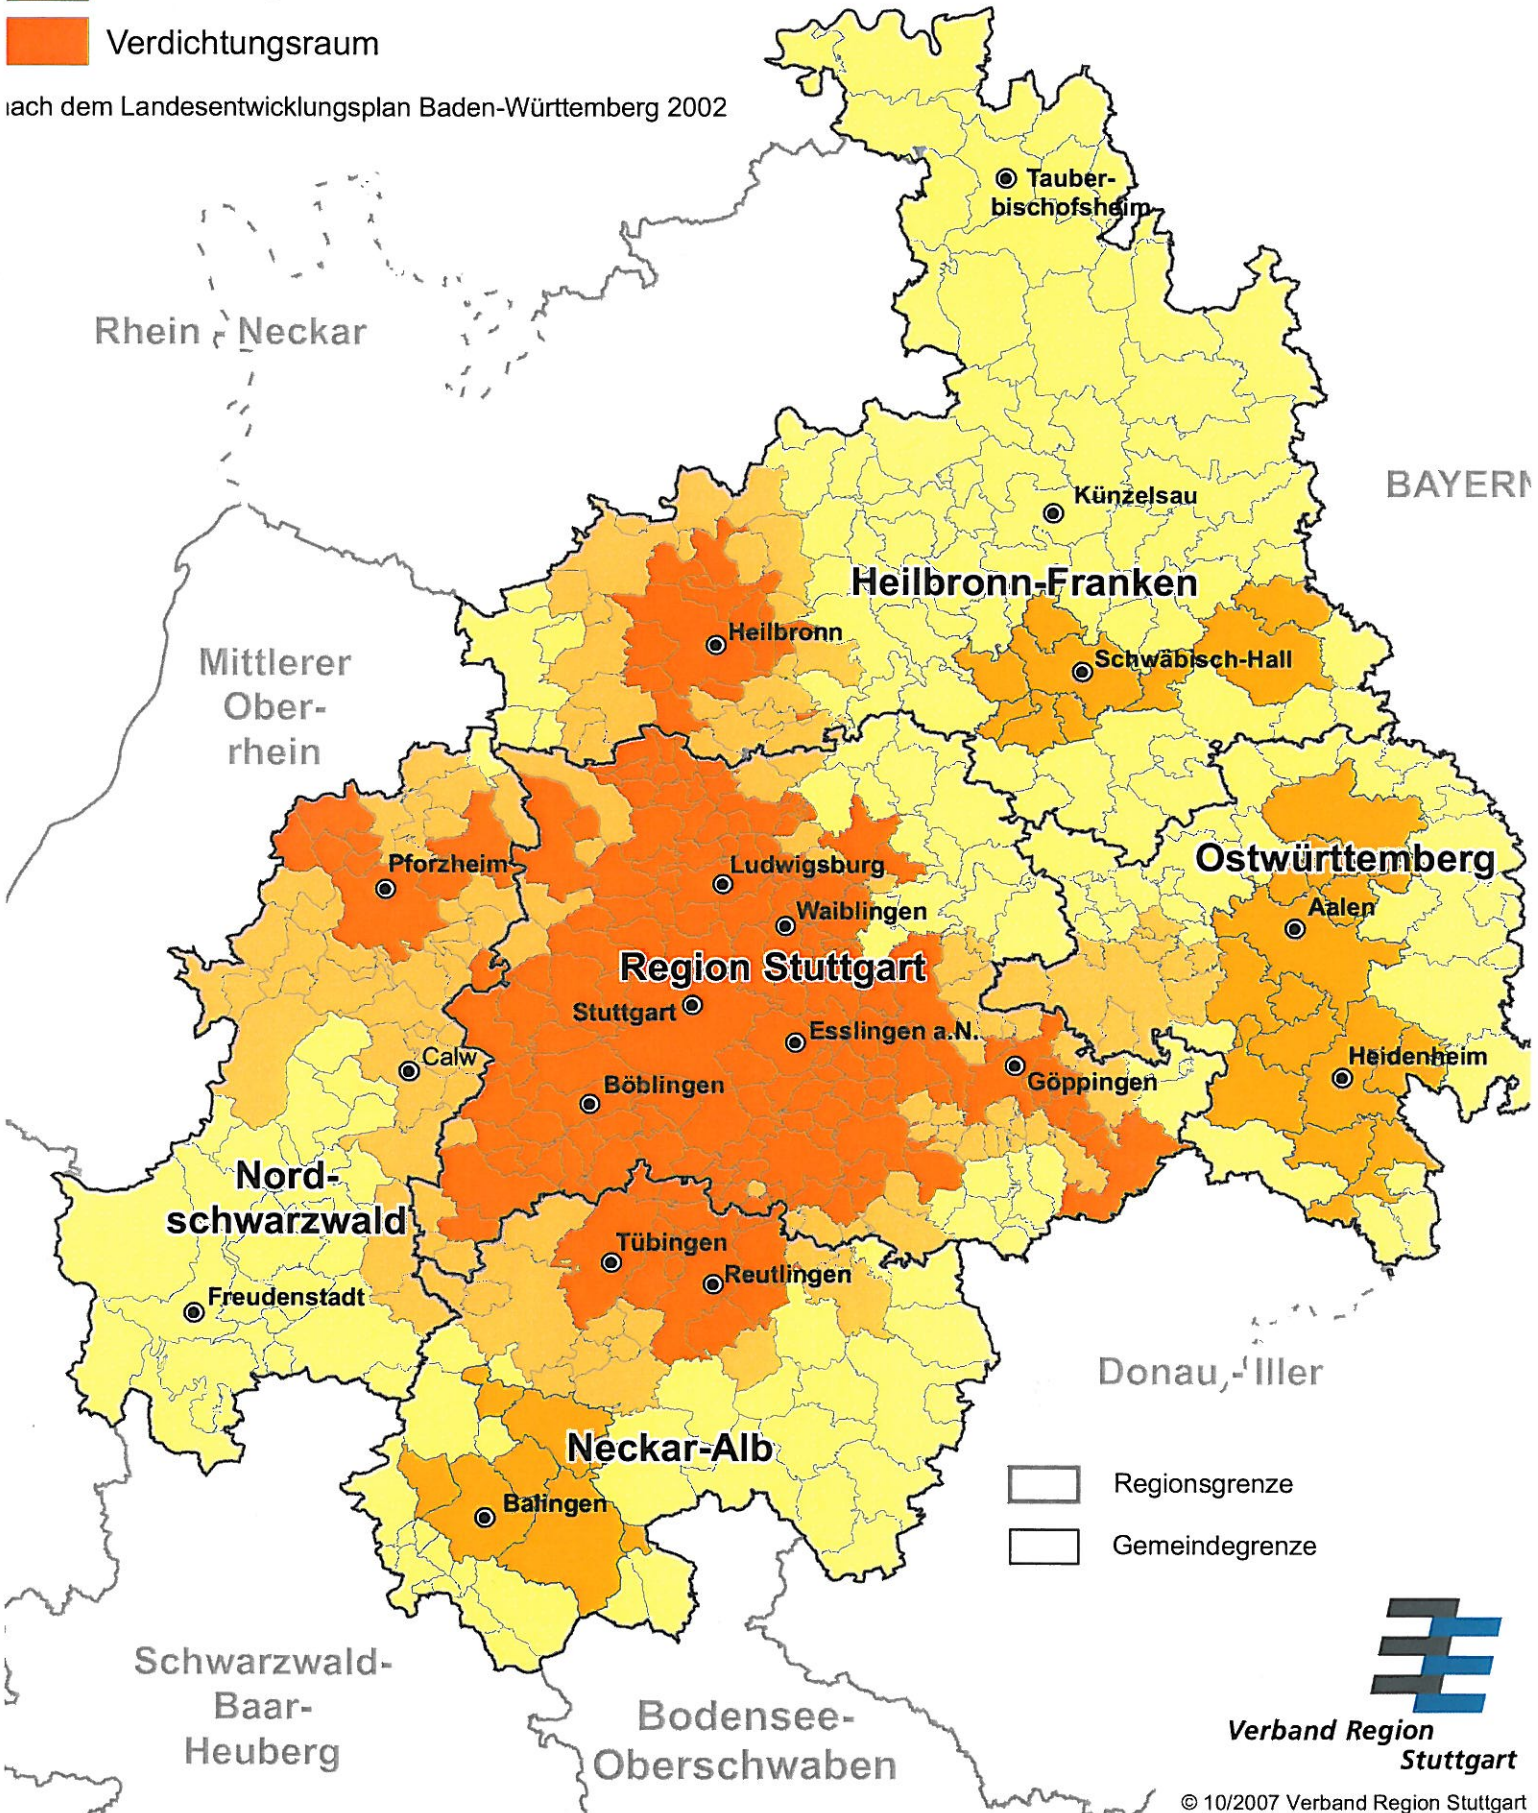 Verdichtungsraum
nach dem Landesentwicklungsplan Baden-Württemberg 2002
Tauber-
bischofsheim
Rhein - Neckar
BAYERN
Künzelsau
Heilbronn-Franken
Heilbronn
Schwäbisch-Hall
Mittlerer
Ober-
rhein
Pforzheim
Ludwigsburg
Ostwürttemberg
Waiblingen
Aalen
Region Stuttgart
Stuttgart
Esslingen a.N.
Calw
Böblingen
Göppingen
Heidenheim
Nord-
schwarzwald
Tübingen
Reutlingen
Freudenstadt
Donau - Iller
Neckar-Alb
Balingen
Regionsgrenze
Gemeindegrenze
Schwarzwald-
Baar-
Heuberg
Bodensee-
Oberschwaben
Verband Region
Stuttgart
© 10/2007 Verband Region Stuttgart